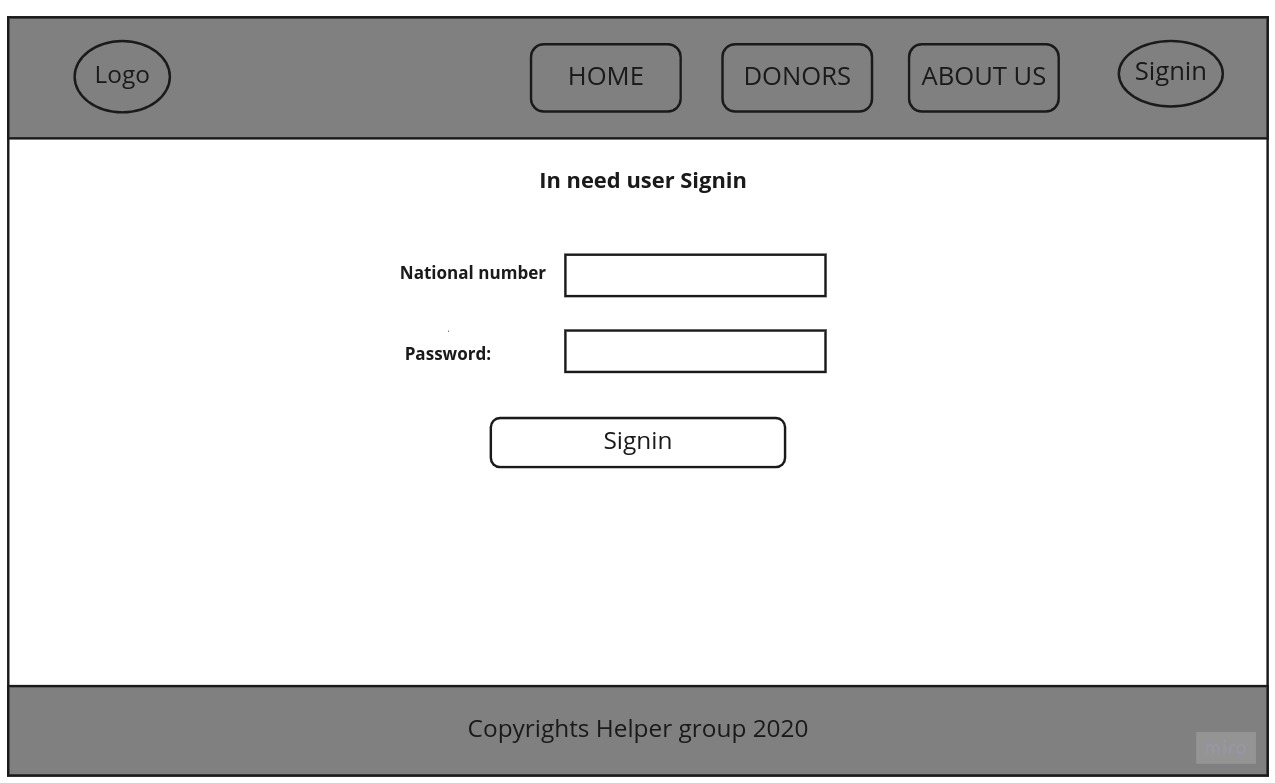 Logo
HOME
DONORS
ABOUT US
Signin
In need user Signin
National number
Password:
Signin
Copyrights Helper group 2020
miro